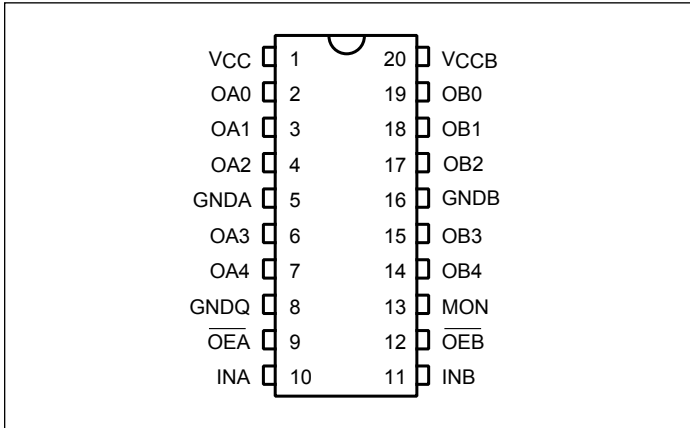 VCC 1 20 VCCB
OA0 2 19 OB0
OA1 3 18 OB1
OA2 4 17 OB2
GNDA 5 16 GNDB
OA3 6 15 OB3
OA4 7 14 OB4
GNDQ 8 13 MON
O̅E̅A̅ 9 12 O̅E̅B̅
INA 10 11 INB